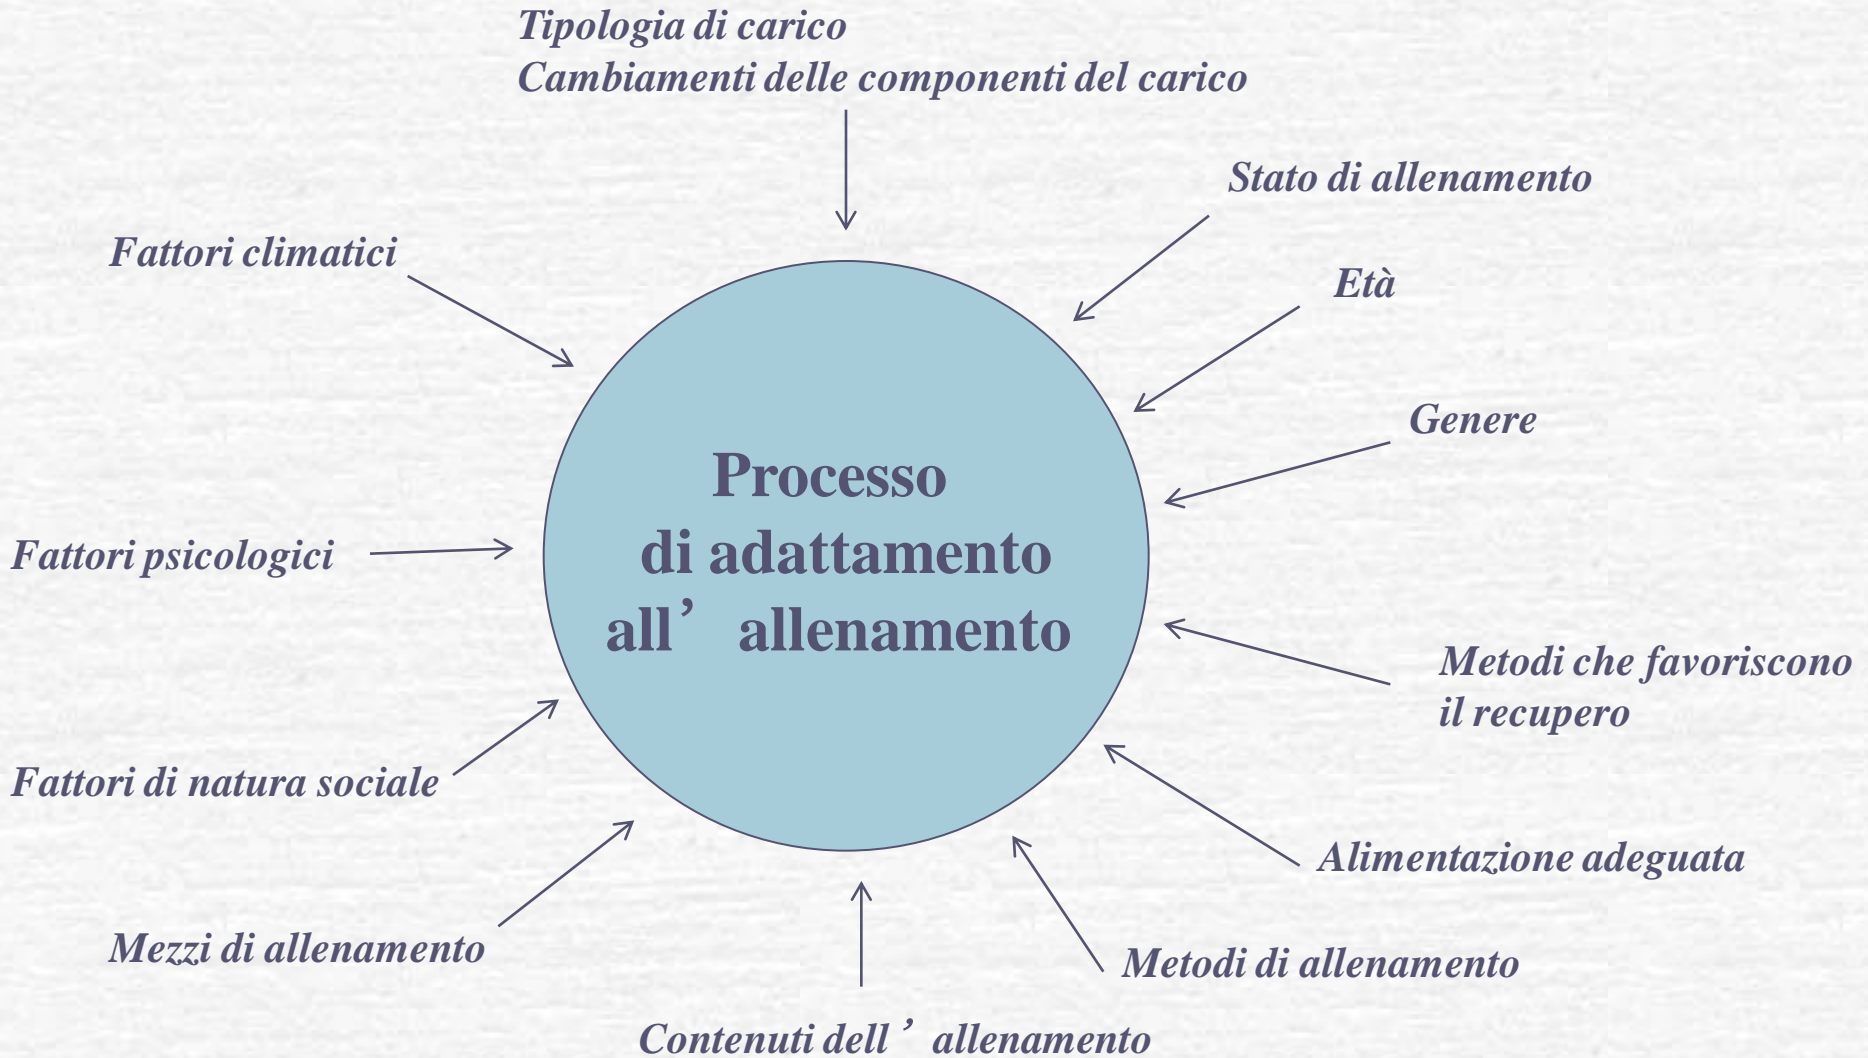 Tipologia di carico
Cambiamenti delle componenti del carico
Stato di allenamento
Fattori climatici
Età
Genere
Processo
di adattamento
all’ allenamento
Fattori psicologici
Metodi che favoriscono
il recupero
Fattori di natura sociale
Alimentazione adeguata
Mezzi di allenamento
Metodi di allenamento
Contenuti dell’ allenamento